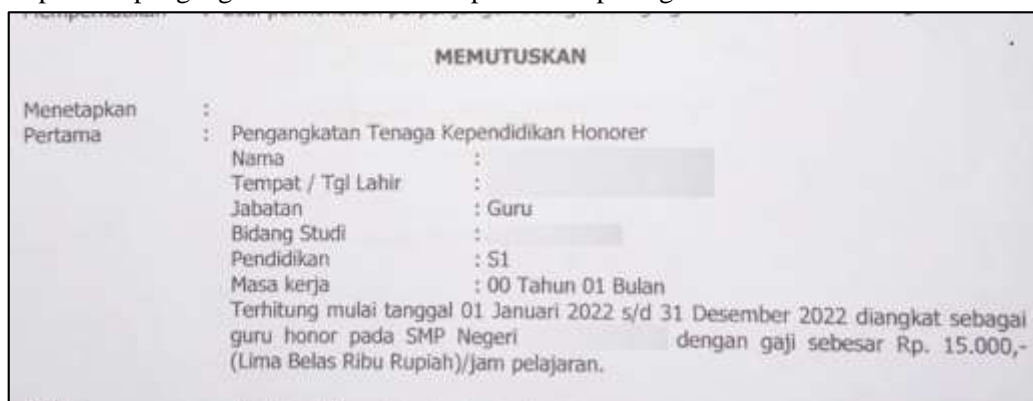 MEMUTUSKAN
Menetapkan :
Pertama : Pengangkatan Tenaga Kependidikan Honorer
Nama :
Tempat / Tgl Lahir :
Jabatan : Guru
Bidang Studi :
Pendidikan : S1
Masa kerja : 00 Tahun 01 Bulan
Terhitung mulai tanggal 01 Januari 2022 s/d 31 Desember 2022 diangkat sebagai
guru honor pada SMP Negeri dengan gaji sebesar Rp. 15.000,-
(Lima Belas Ribu Rupiah)/jam pelajaran.